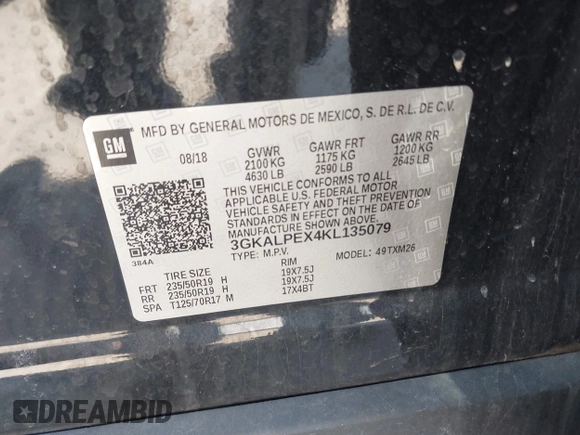 GM
MFD BY GENERAL MOTORS DE MEXICO, S. DE R.L. DE C.V.
08/18 GVWR GAWR FRT GAWR RR
2100 KG 1175 KG 1200 KG
4630 LB 2590 LB 2645 LB
THIS VEHICLE CONFORMS TO ALL
APPLICABLE U.S. FEDERAL MOTOR
VEHICLE SAFETY AND THEFT PREVENTION
STANDARDS IN EFFECT ON THE DATE OF
MANUFACTURE SHOWN ABOVE.
3GKALPEX4KL135079
384A
TYPE: M.P.V. MODEL: 49TXM26
TIRE SIZE RIM
FRT 235/50R19 H 19X7.5J
RR 235/50R19 H 19X7.5J
SPA T125/70R17 M 17X4BT
DREAMBID